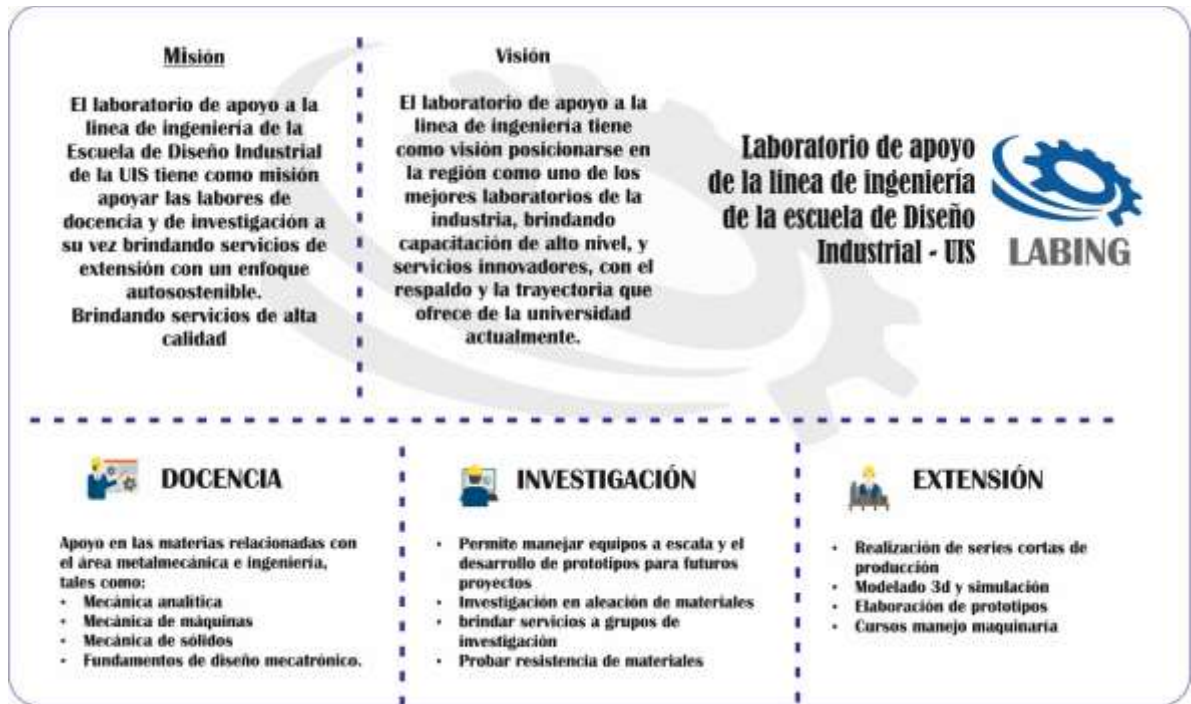 Misión
El laboratorio de apoyo a la
linea de ingeniería de la
Escuela de Diseño Industrial
de la UIS tiene como misión
apoyar las labores de
docencia y de investigación a
su vez brindando servicios de
extensión con un enfoque
autosostenible.
Brindando servicios de alta
calidad
Visión
El laboratorio de apoyo a la
linea de ingeniería tiene
como visión posicionarse en
la región como uno de los
mejores laboratorios de la
industria, brindando
capacitación de alto nivel, y
servicios innovadores, con el
respaldo y la trayectoria que
ofrece de la universidad
actualmente.
Laboratorio de apoyo
de la linea de ingeniería
de la escuela de Diseño
Industrial - UIS
LABING
DOCENCIA
Apoyo en las materias relacionadas con
el área metalmecánica e ingeniería,
tales como:
• Mecánica analítica
• Mecánica de máquinas
• Mecánica de sólidos
• Fundamentos de diseño mecatrónico.
INVESTIGACIÓN
• Permite manejar equipos a escala y el
desarrollo de prototipos para futuros
proyectos
• Investigación en aleación de materiales
• brindar servicios a grupos de
investigación
• Probar resistencia de materiales
EXTENSIÓN
• Realización de series cortas de
producción
• Modelado 3d y simulación
• Elaboración de prototipos
• Cursos manejo maquinaría